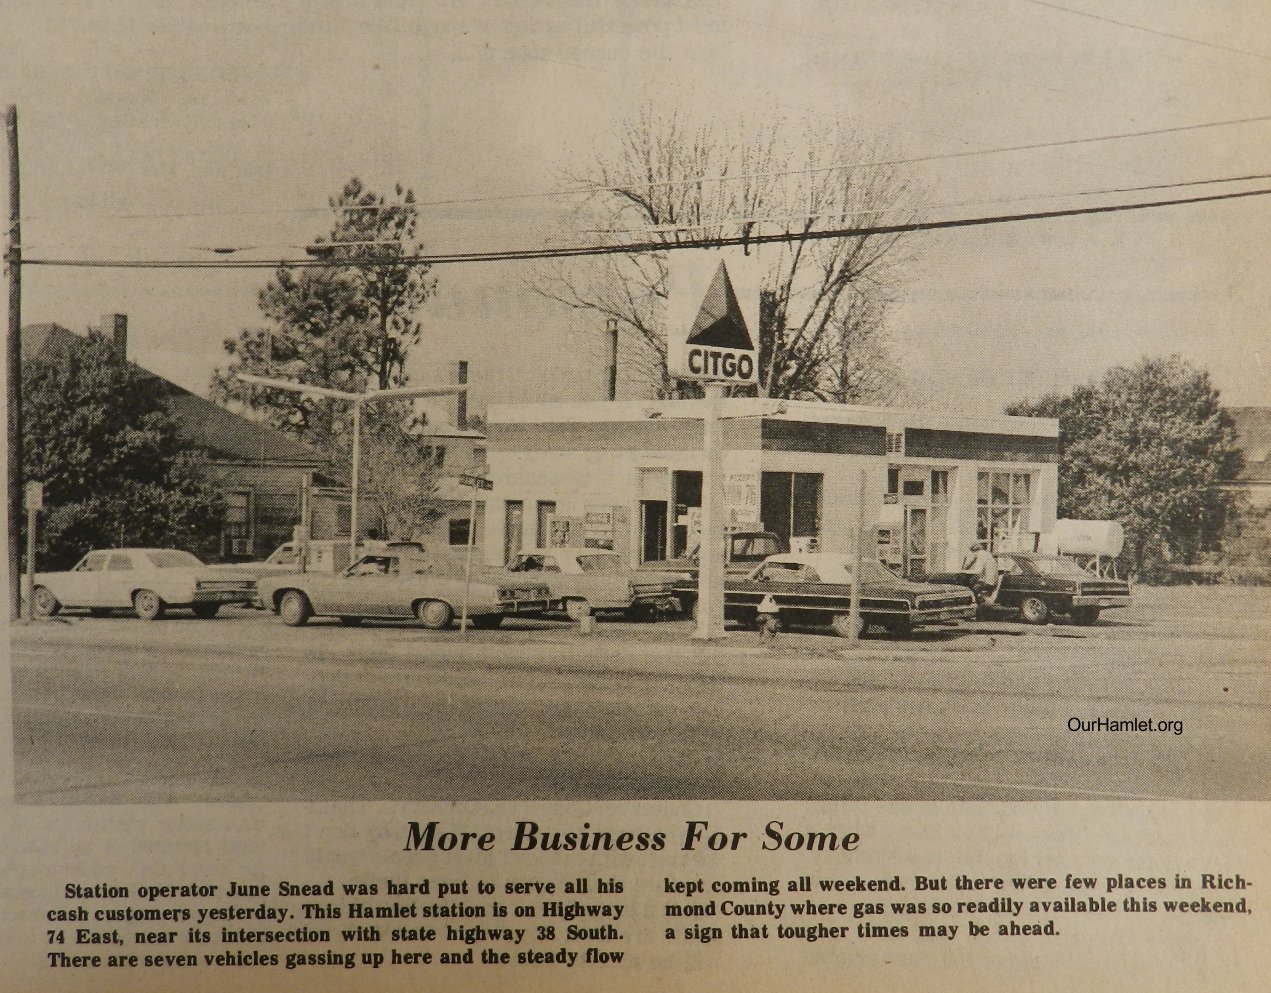 CITGO
OurHamlet.org
More Business For Some
Station operator June Snead was hard put to serve all his
cash customers yesterday. This Hamlet station is on Highway
74 East, near its intersection with state highway 38 South.
There are seven vehicles gassing up here and the steady flow
kept coming all weekend. But there were few places in Rich-
mond County where gas was so readily available this weekend,
a sign that tougher times may be ahead.